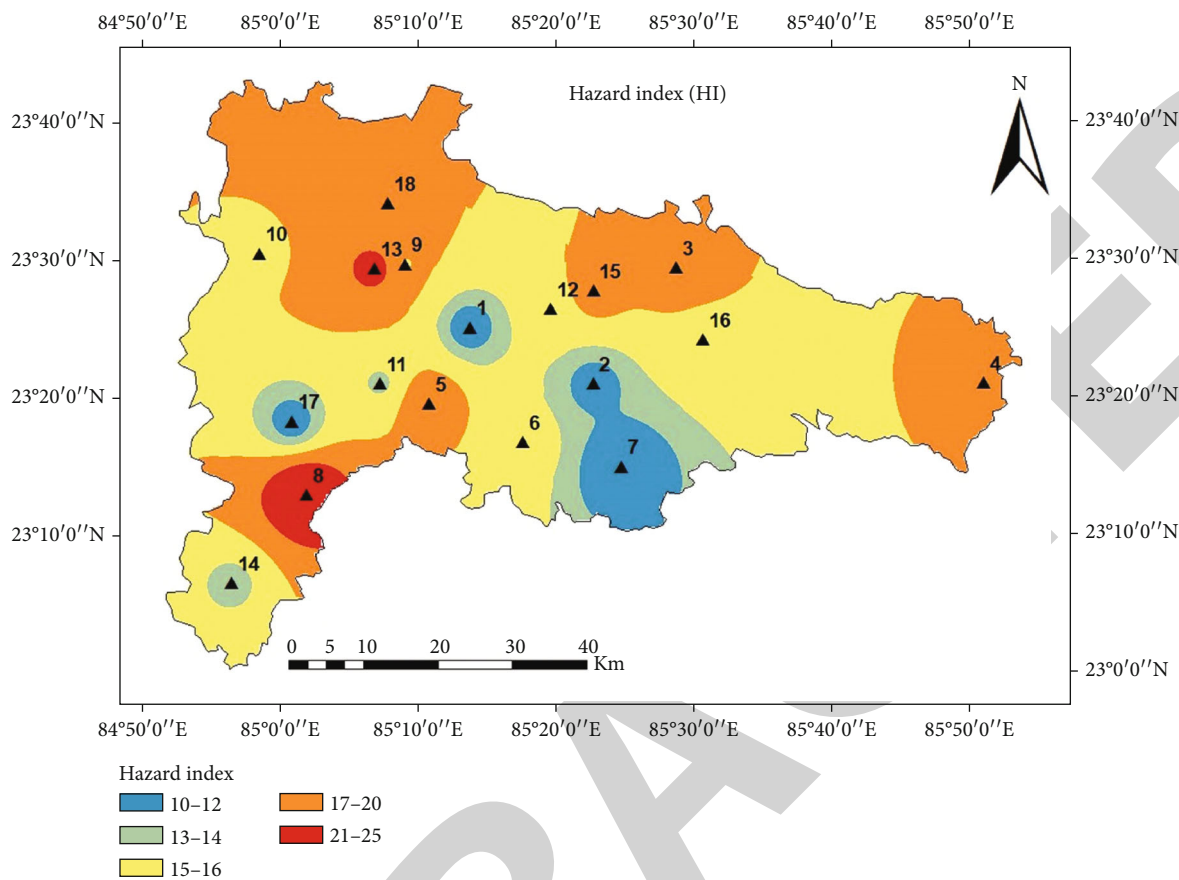 84°50′0′′E 85°0′0′′E 85°10′0′′E 85°20′0′′E 85°30′0′′E 85°40′0′′E 85°50′0′′E
Hazard index (HI)
N
23°40′0′′N 23°40′0′′N
18
10 13 9 3
23°30′0′′N 23°30′0′′N
15
12
1 16
11 2 4
5
23°20′0′′N 23°20′0′′N
17
6
7
8
23°10′0′′N 23°10′0′′N
14
0 5 10 20 30 40
Km
23°0′0′′N 23°0′0′′N
84°50′0′′E 85°0′0′′E 85°10′0′′E 85°20′0′′E 85°30′0′′E 85°40′0′′E 85°50′0′′E
Hazard index
10–12 17–20
13–14 21–25
15–16